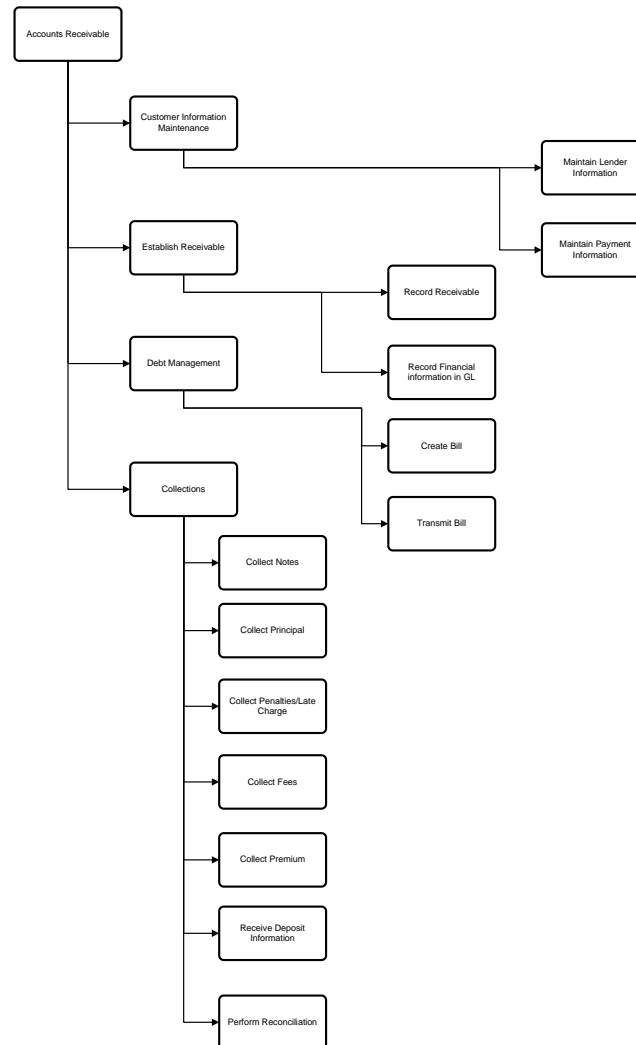 Accounts Receivable
Customer Information
Maintenance
Maintain Lender
Information
Maintain Payment
Information
Establish Receivable
Record Receivable
Record Financial
information in GL
Debt Management
Create Bill
Transmit Bill
Collections
Collect Notes
Collect Principal
Collect Penalties/Late
Charge
Collect Fees
Collect Premium
Receive Deposit
Information
Perform Reconciliation